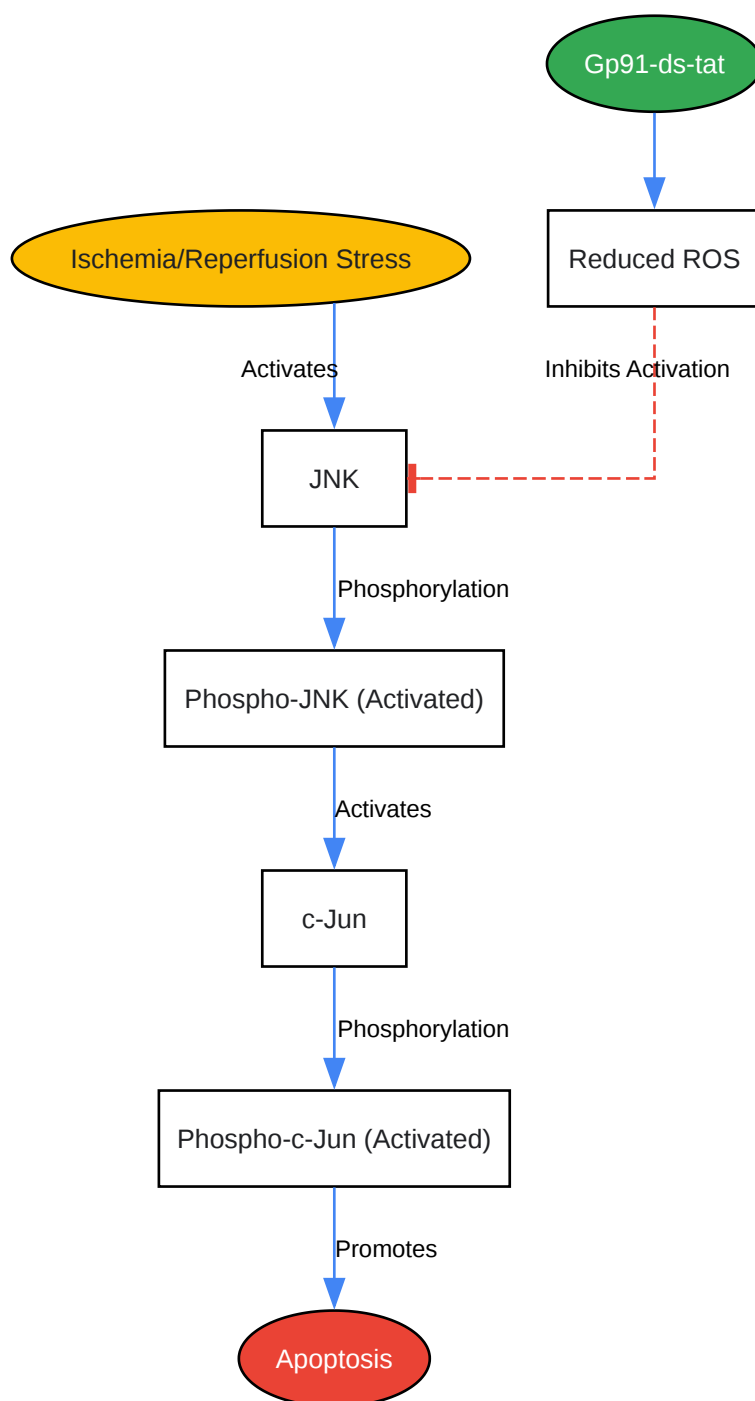 Gp91-ds-tat
Ischemia/Reperfusion Stress
Reduced ROS
Activates
Inhibits Activation
JNK
Phosphorylation
Phospho-JNK (Activated)
Activates
c-Jun
Phosphorylation
Phospho-c-Jun (Activated)
Promotes
Apoptosis